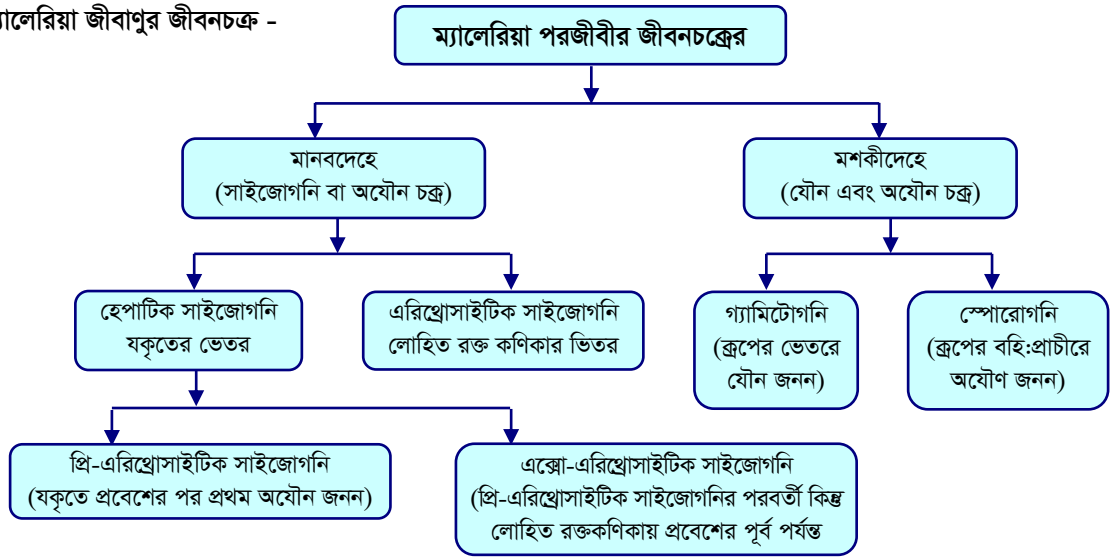 ম্যালেরিয়া জীবাণুর জীবনচক্র -
ম্যালেরিয়া পরজীবীর জীবনচক্রের
মানবদেহে
(সাইজোগনি বা অযৌন চক্র)
মশকীদেহে
(যৌন এবং অযৌন চক্র)
হেপাটিক সাইজোগনি
যকৃতের ভেতর
এরিথ্রোসাইটিক সাইজোগনি
লোহিত রক্ত কণিকার ভিতর
গ্যামিটোগনি
(ক্রপের ভেতরে
যৌন জনন)
স্পোরোগনি
(ক্রপের বহি:প্রাচীরে
অযৌণ জনন)
প্রি-এরিথ্রোসাইটিক সাইজোগনি
(যকৃতে প্রবেশের পর প্রথম অযৌন জনন)
এক্সো-এরিথ্রোসাইটিক সাইজোগনি
(প্রি-এরিথ্রোসাইটিক সাইজোগনির পরবর্তী কিন্তু
লোহিত রক্তকণিকায় প্রবেশের পূর্ব পর্যন্ত